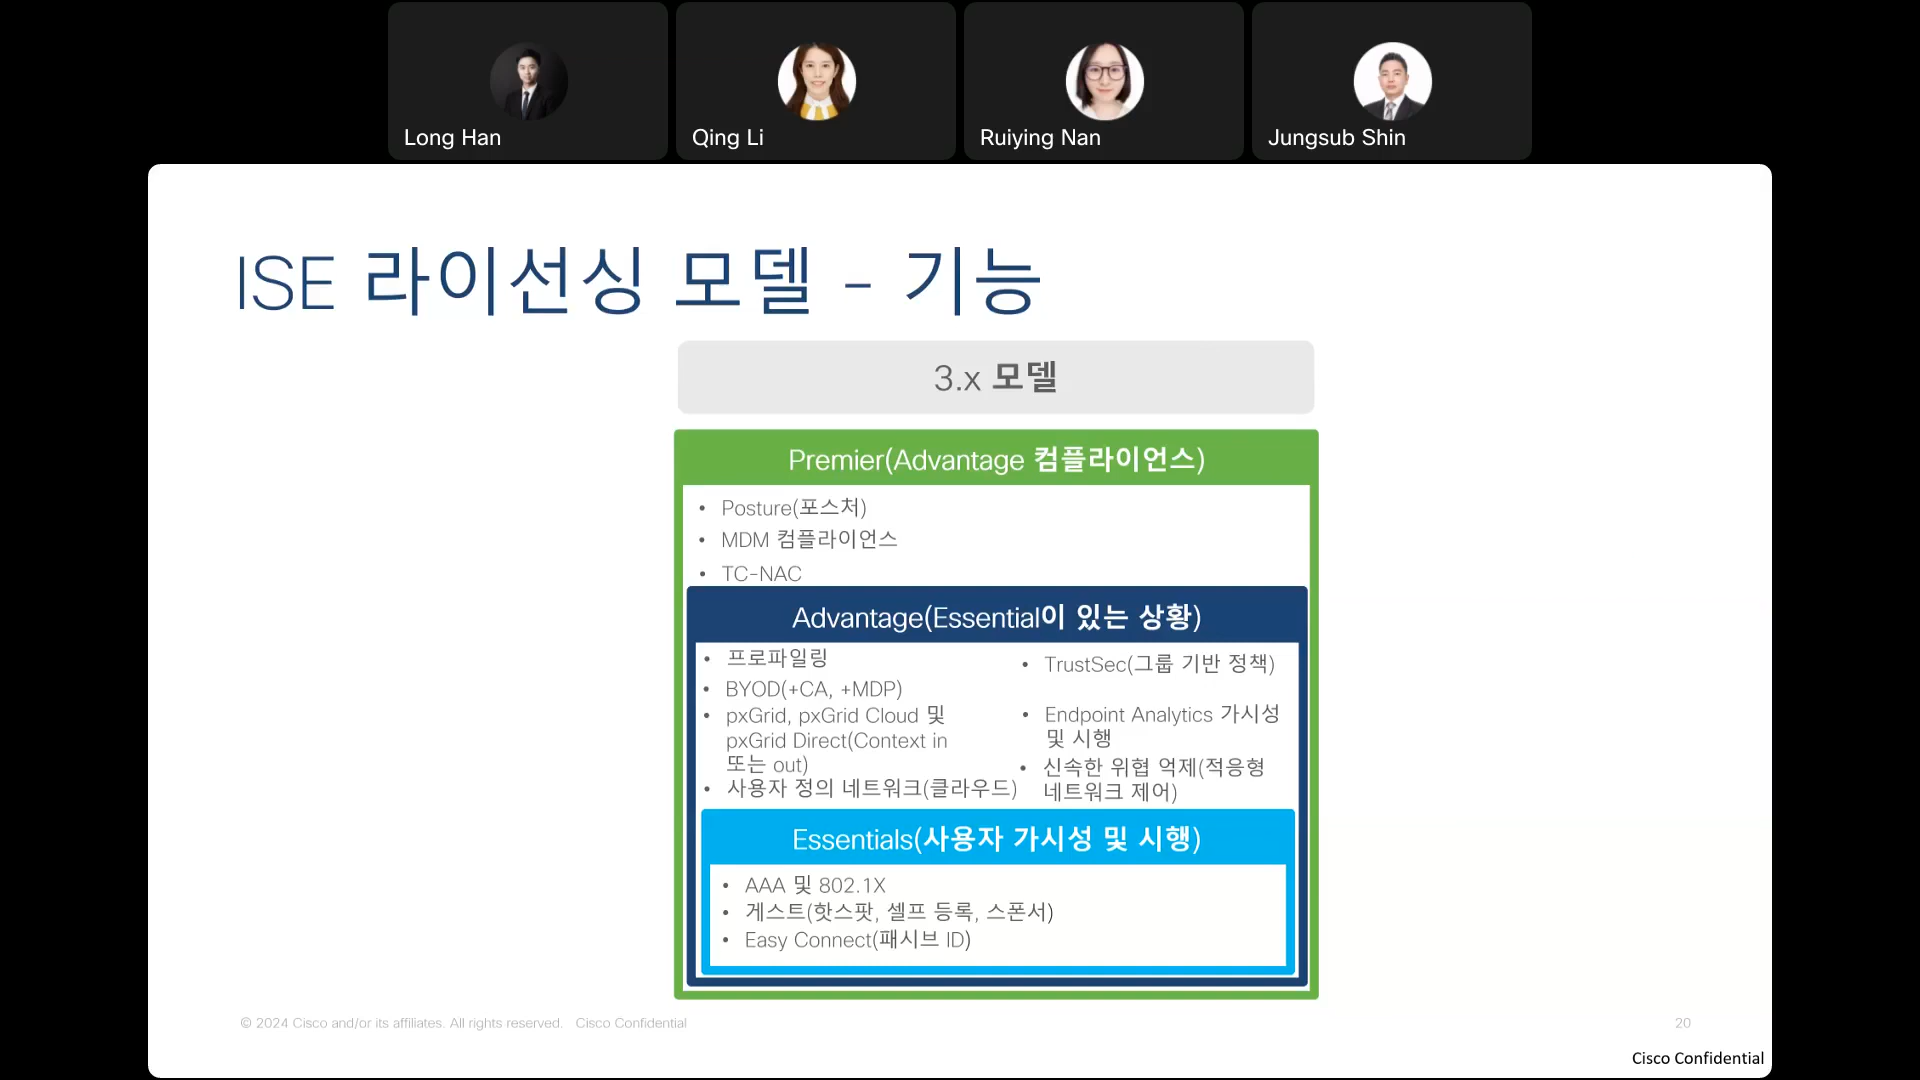 Long Han
Qing Li
Ruiying Nan
Jungsub Shin
ISE 라이선싱 모델 - 기능
3.x 모델
Premier(Advantage 컴플라이언스)
• Posture(포스처)
• MDM 컴플라이언스
• TC-NAC
Advantage(Essential이 있는 상황)
• 프로파일링
• BYOD(+CA, +MDP)
• pxGrid, pxGrid Cloud 및
pxGrid Direct(Context in
또는 out)
• 사용자 정의 네트워크(클라우드)
• TrustSec(그룹 기반 정책)
• Endpoint Analytics 가시성
및 시행
• 신속한 위협 억제(적응형
네트워크 제어)
Essentials(사용자 가시성 및 시행)
• AAA 및 802.1X
• 게스트(핫스팟, 셀프 등록, 스폰서)
• Easy Connect(패시브 ID)
© 2024 Cisco and/or its affiliates. All rights reserved. Cisco Confidential
20
Cisco Confidential